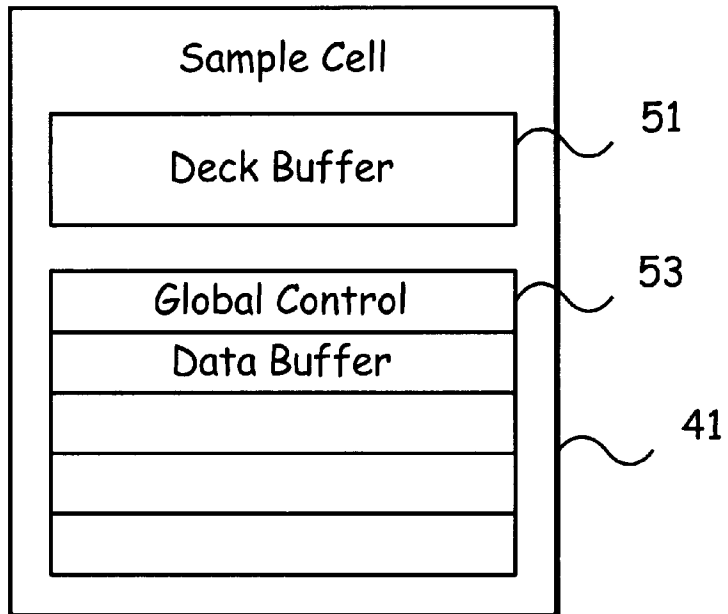 Sample Cell
Deck Buffer
51
Global Control
53
Data Buffer
41